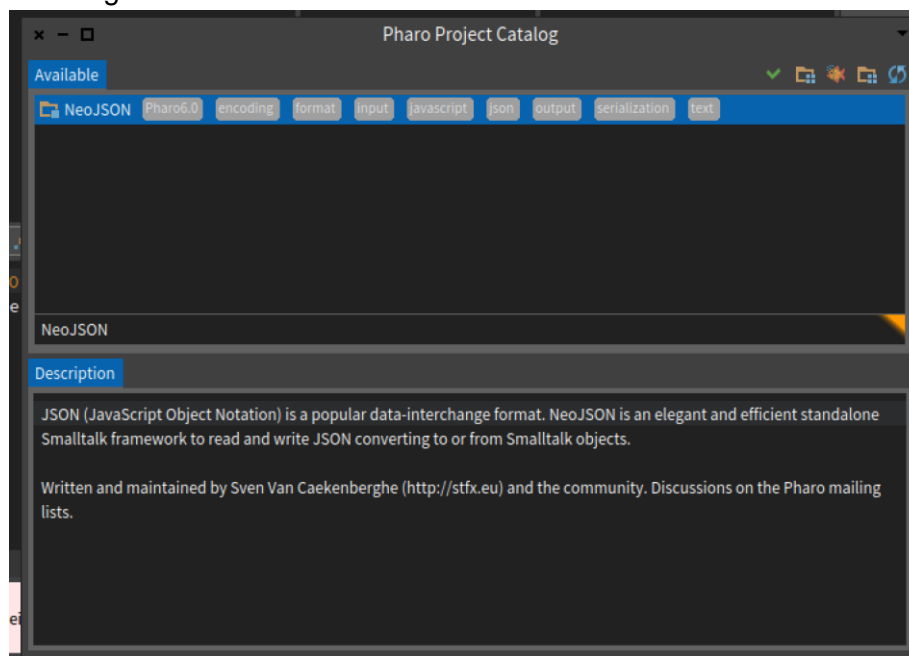 Pharo Project Catalog
Available
NeoJSON Pharo6.0 encoding format input javascript json output serialization text
NeoJSON
Description
JSON (JavaScript Object Notation) is a popular data-interchange format. NeoJSON is an elegant and efficient standalone
Smalltalk framework to read and write JSON converting to or from Smalltalk objects.
Written and maintained by Sven Van Caekenberghe (http://stfx.eu) and the community. Discussions on the Pharo mailing
lists.